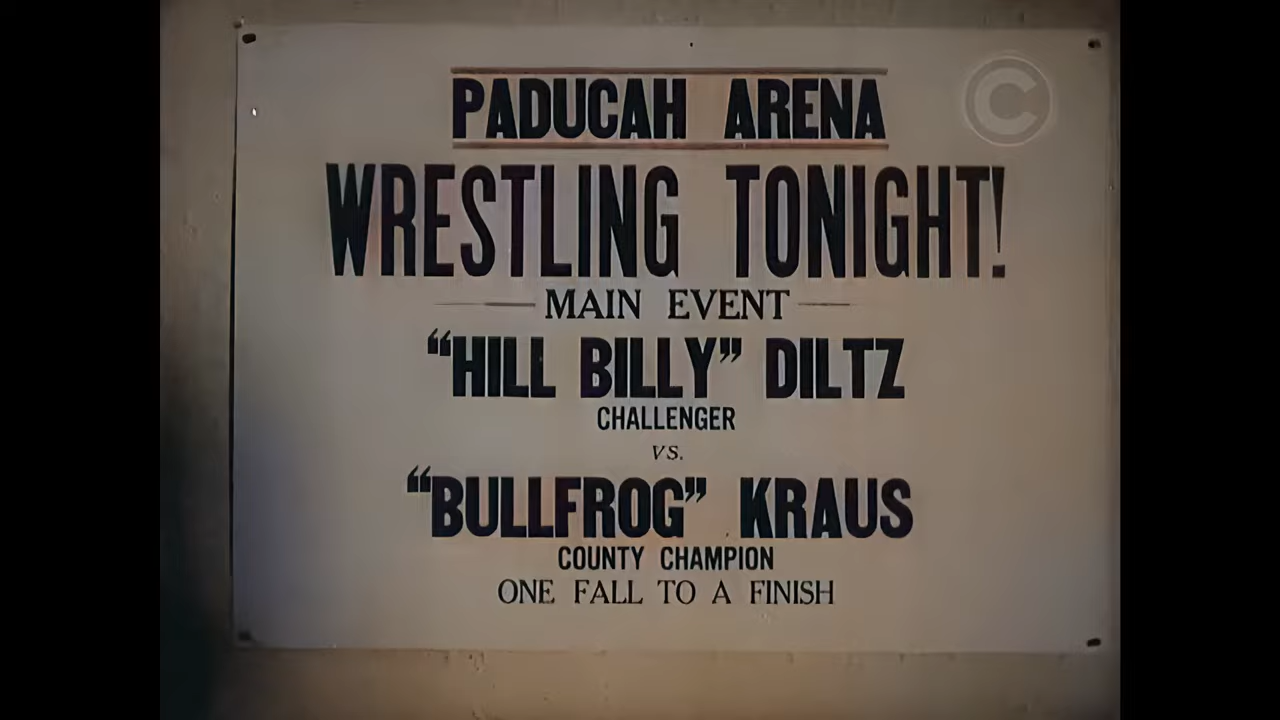 PADUCAH ARENA
WRESTLING TONIGHT!
MAIN EVENT
“HILL BILLY” DILTZ
CHALLENGER
VS.
“BULLFROG” KRAUS
COUNTY CHAMPION
ONE FALL TO A FINISH
©